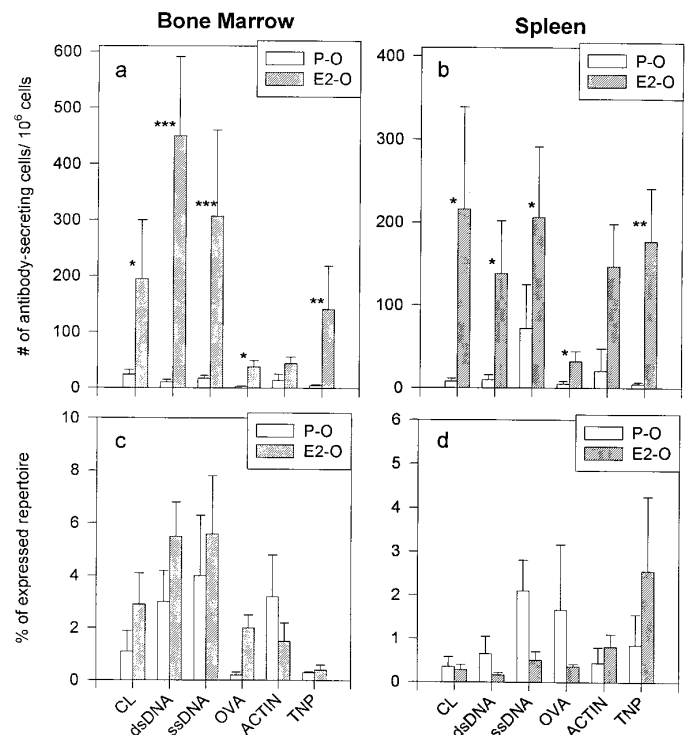 Bone Marrow
Spleen
# of antibody-secreting cells/ 10⁶ cells
600
500
400
300
200
100
0
a
P-O
E2-O
*
***
***
*
**
400
300
200
100
0
b
P-O
E2-O
*
*
*
*
**
% of expressed repertoire
10
8
6
4
2
0
c
P-O
E2-O
CL
dsDNA
ssDNA
OVA
ACTIN
TNP
6
5
4
3
2
1
0
d
P-O
E2-O
CL
dsDNA
ssDNA
OVA
ACTIN
TNP